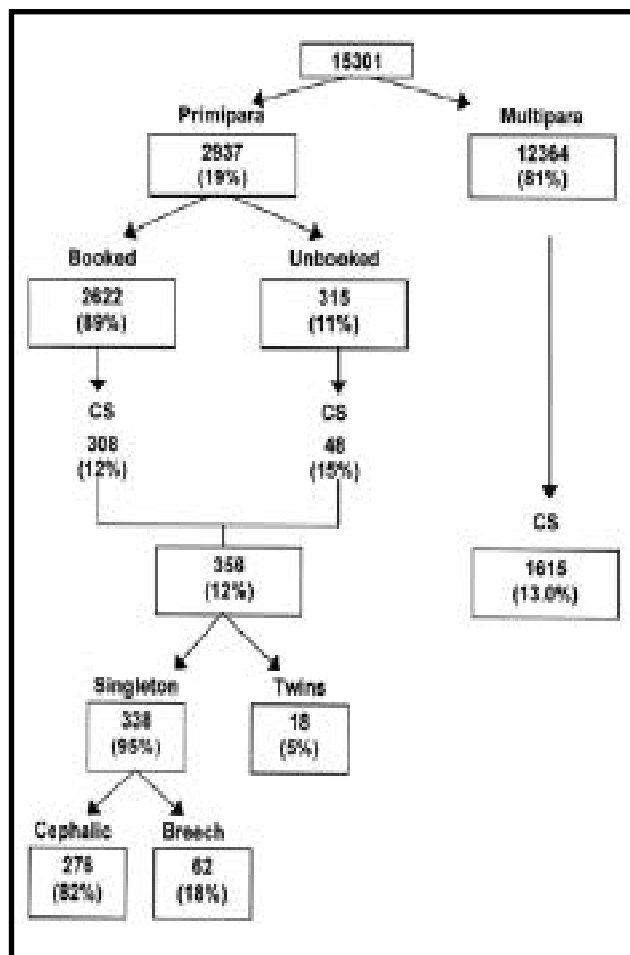 15301
Primipara
Multipara
2937
(19%)
12364
(81%)
Booked
Unbooked
2622
(89%)
315
(11%)
CS
308
(12%)
CS
48
(15%)
CS
356
(12%)
1615
(13.0%)
Singleton
Twins
338
(95%)
18
(5%)
Cephalic
Breech
276
(82%)
62
(18%)